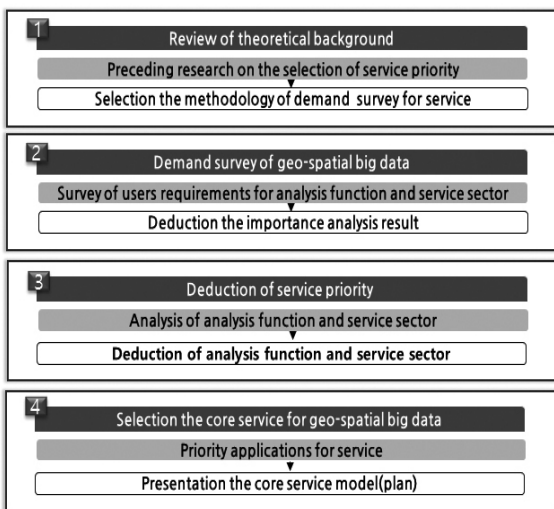 1
Review of theoretical background
Preceding research on the selection of service priority
Selection the methodology of demand survey for service
2
Demand survey of geo-spatial big data
Survey of users requirements for analysis function and service sector
Deduction the importance analysis result
3
Deduction of service priority
Analysis of analysis function and service sector
Deduction of analysis function and service sector
4
Selection the core service for geo-spatial big data
Priority applications for service
Presentation the core service model(plan)